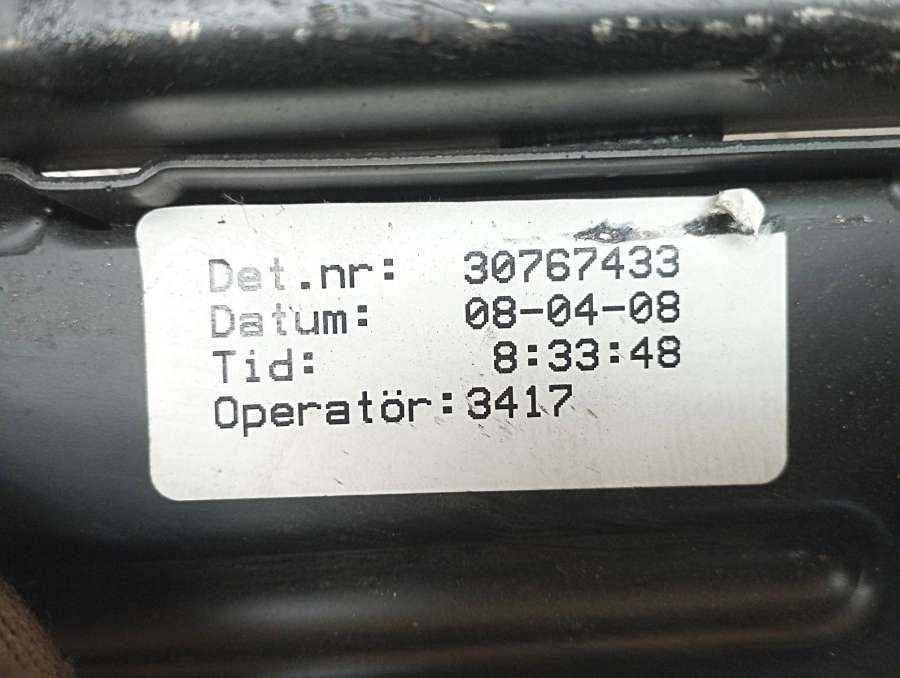 Det.nr: 30767433
Datum: 08-04-08
Tid: 8:33:48
Operatör:3417